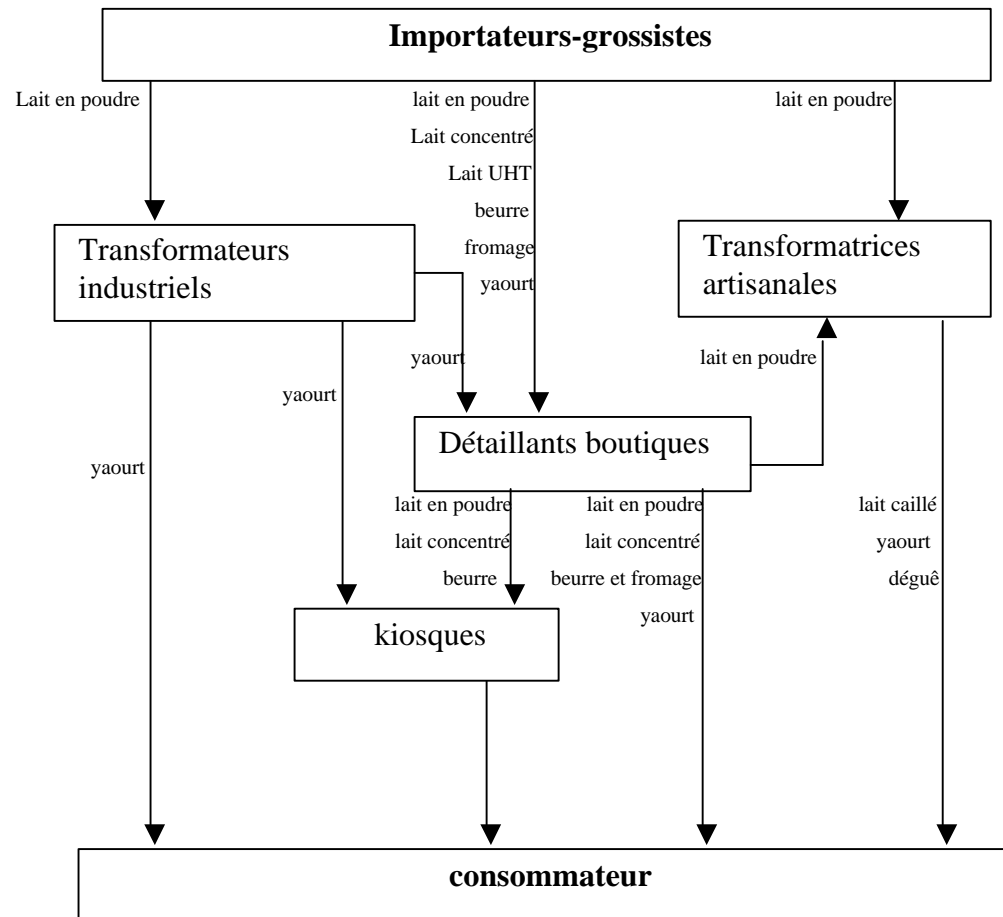 Importateurs-grossistes
Lait en poudre
lait en poudre
Lait concentré
Lait UHT
beurre
fromage
yaourt
lait en poudre
Transformateurs
industriels
Transformatrices
artisanales
yaourt
yaourt
yaourt
lait en poudre
Détaillants boutiques
lait en poudre
lait concentré
beurre
lait en poudre
lait concentré
beurre et fromage
yaourt
lait caillé
yaourt
déguê
kiosques
consommateur